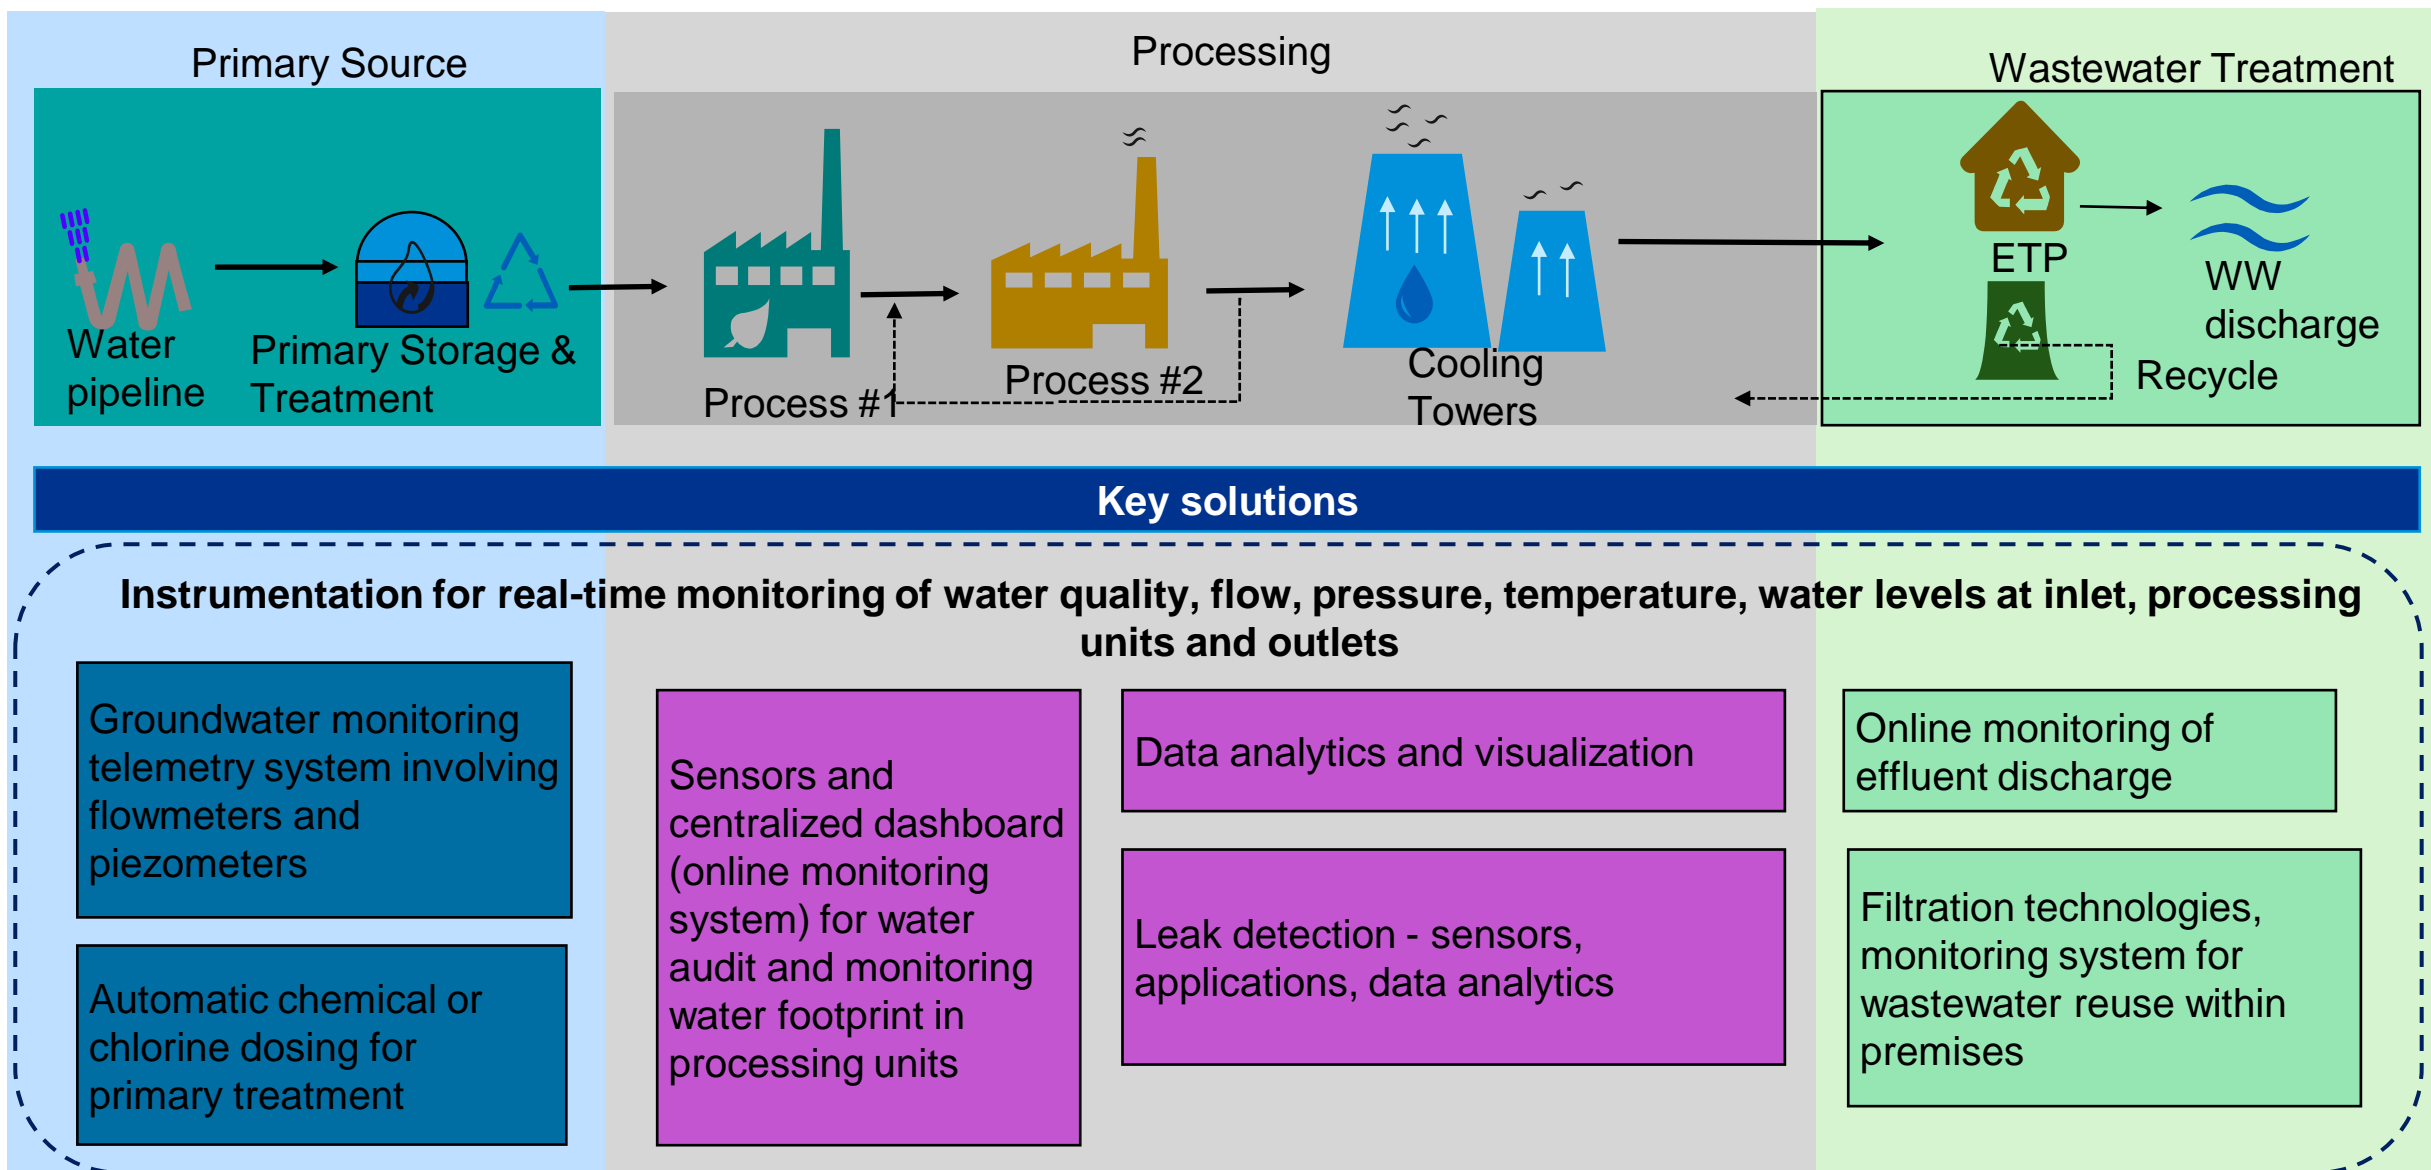 Primary Source
Processing
Wastewater Treatment
Water
pipeline
Primary Storage &
Treatment
Process #1
Process #2
Cooling
Towers
ETP
WW
discharge
Recycle
Key solutions
Instrumentation for real-time monitoring of water quality, flow, pressure, temperature, water levels at inlet, processing
units and outlets
Groundwater monitoring
telemetry system involving
flowmeters and
piezometers
Automatic chemical or
chlorine dosing for
primary treatment
Sensors and
centralized dashboard
(online monitoring
system) for water
audit and monitoring
water footprint in
processing units
Data analytics and visualization
Leak detection - sensors,
applications, data analytics
Online monitoring of
effluent discharge
Filtration technologies,
monitoring system for
wastewater reuse within
premises